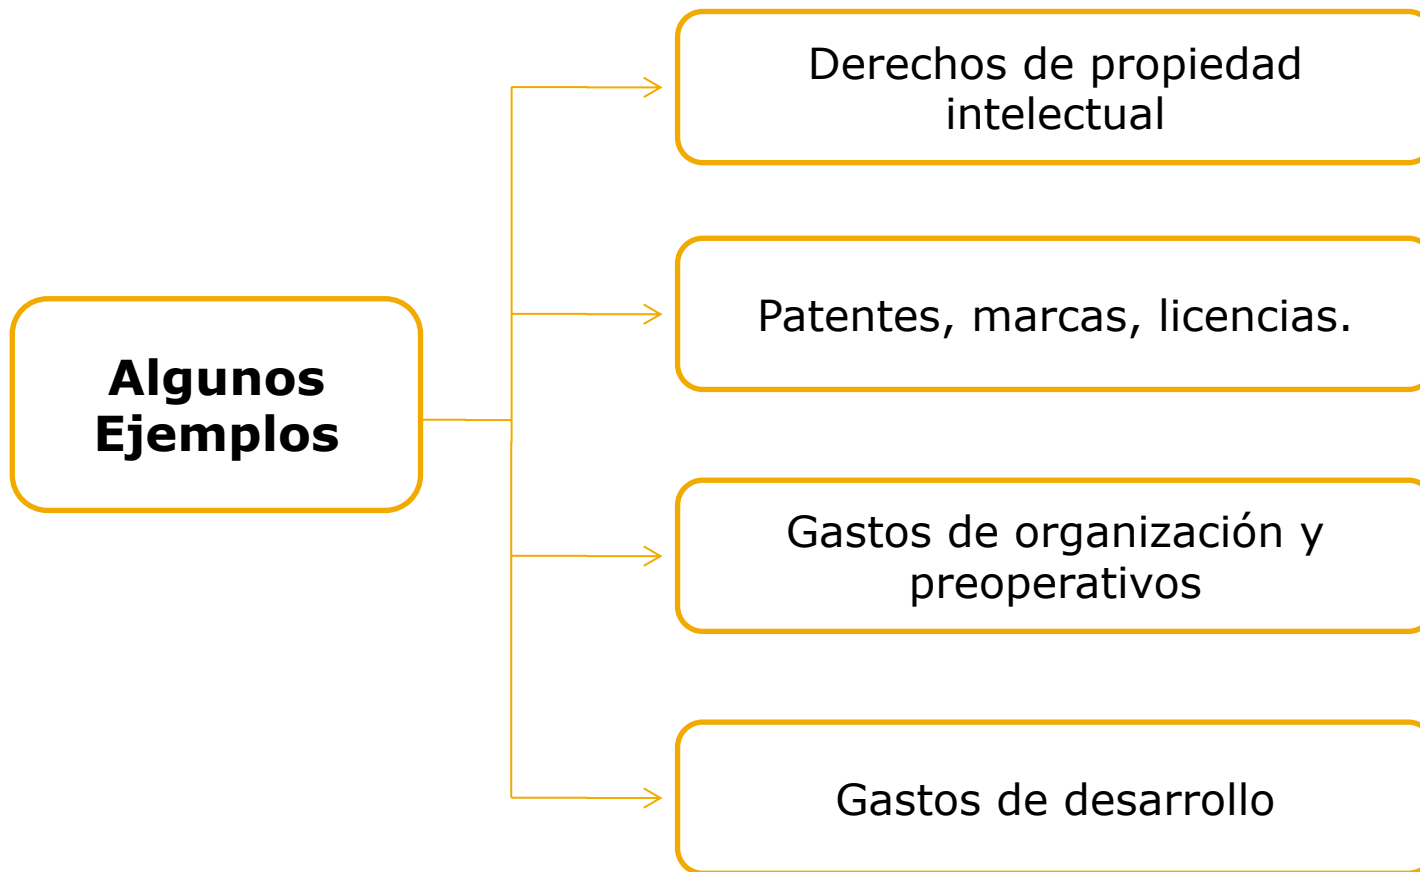 Derechos de propiedad
intelectual
Patentes, marcas, licencias.
Algunos
Ejemplos
Gastos de organización y
preoperativos
Gastos de desarrollo